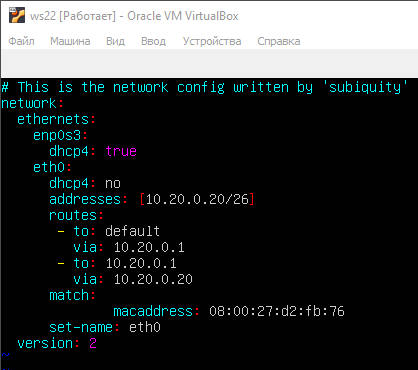 ws22 [Работает] - Oracle VM VirtualBox
Файл Машина Вид Ввод Устройства Справка
# This is the network config written by 'subiquity'
network:
  ethernets:
    enp0s3:
      dhcp4: true
    eth0:
      dhcp4: no
      addresses: [10.20.0.20/26]
      routes:
       - to: default
         via: 10.20.0.1
       - to: 10.20.0.1
         via: 10.20.0.20
      match:
              macaddress: 08:00:27:d2:fb:76
      set-name: eth0
  version: 2
~